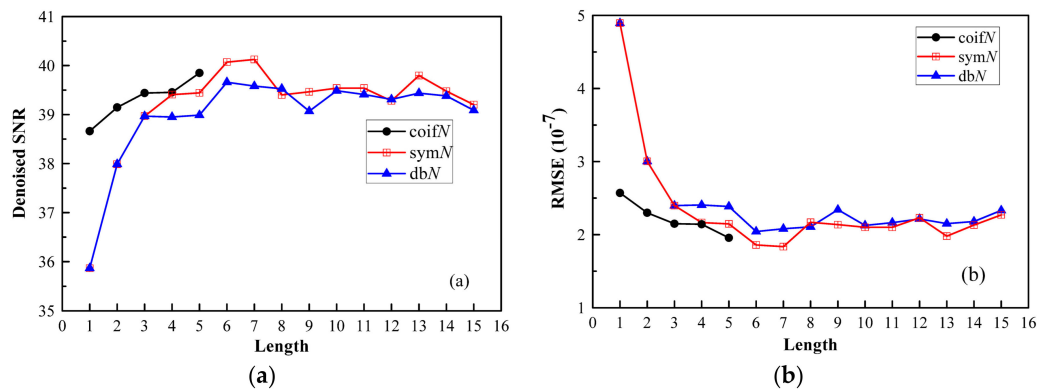 41
40
39
38
37
36
35
Denoised SNR
coifN
symN
dbN
(a)
0 1 2 3 4 5 6 7 8 9 10 11 12 13 14 15 16
Length
(a)
5
4
3
2
1
RMSE (10⁻⁷)
coifN
symN
dbN
(b)
0 1 2 3 4 5 6 7 8 9 10 11 12 13 14 15 16
Length
(b)